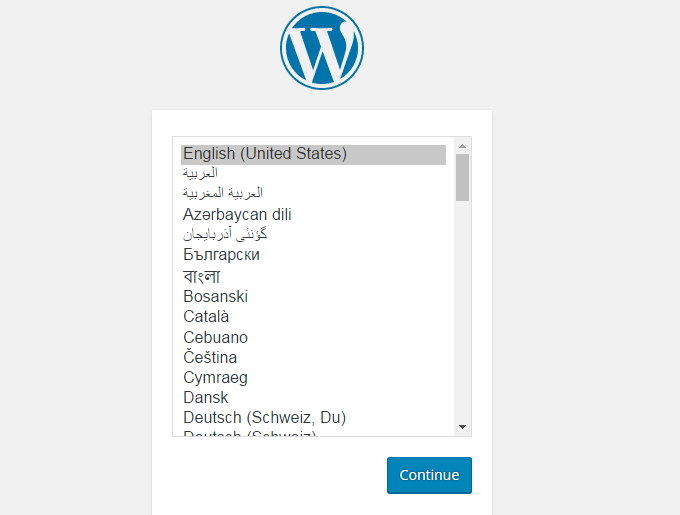 English (United States)
العربية
العربية المغربية
Azərbaycan dili
گؤنئی آذربایجان
Български
বাংলা
Bosanski
Català
Cebuano
Čeština
Cymraeg
Dansk
Deutsch (Schweiz, Du)
Deutsch (Schweiz)
Continue